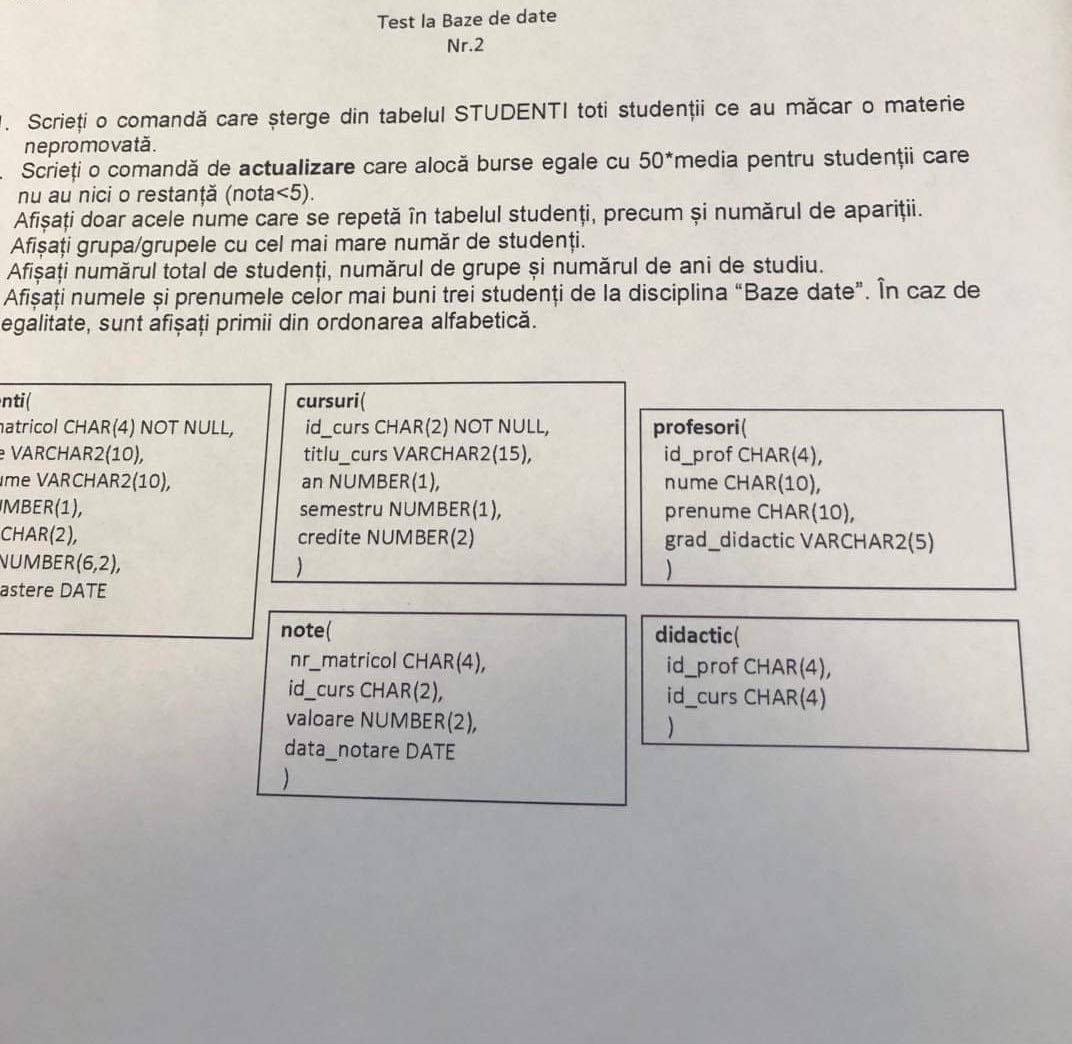 Test la Baze de date
Nr.2
. Scrieți o comandă care șterge din tabelul STUDENTI toti studenții ce au măcar o materie
nepromovată.
. Scrieți o comandă de actualizare care alocă burse egale cu 50*media pentru studenții care
nu au nici o restanță (nota<5).
Afișați doar acele nume care se repetă în tabelul studenți, precum și numărul de apariții.
Afișați grupa/grupele cu cel mai mare număr de studenți.
Afișați numărul total de studenți, numărul de grupe și numărul de ani de studiu.
Afișați numele și prenumele celor mai buni trei studenți de la disciplina “Baze date”. În caz de
egalitate, sunt afișați primii din ordonarea alfabetică.
nti(
matricol CHAR(4) NOT NULL,
e VARCHAR2(10),
ume VARCHAR2(10),
UMBER(1),
CHAR(2),
NUMBER(6,2),
astere DATE
cursuri(
id_curs CHAR(2) NOT NULL,
titlu_curs VARCHAR2(15),
an NUMBER(1),
semestru NUMBER(1),
credite NUMBER(2)
)
profesori(
id_prof CHAR(4),
nume CHAR(10),
prenume CHAR(10),
grad_didactic VARCHAR2(5)
)
note(
nr_matricol CHAR(4),
id_curs CHAR(2),
valoare NUMBER(2),
data_notare DATE
)
didactic(
id_prof CHAR(4),
id_curs CHAR(4)
)